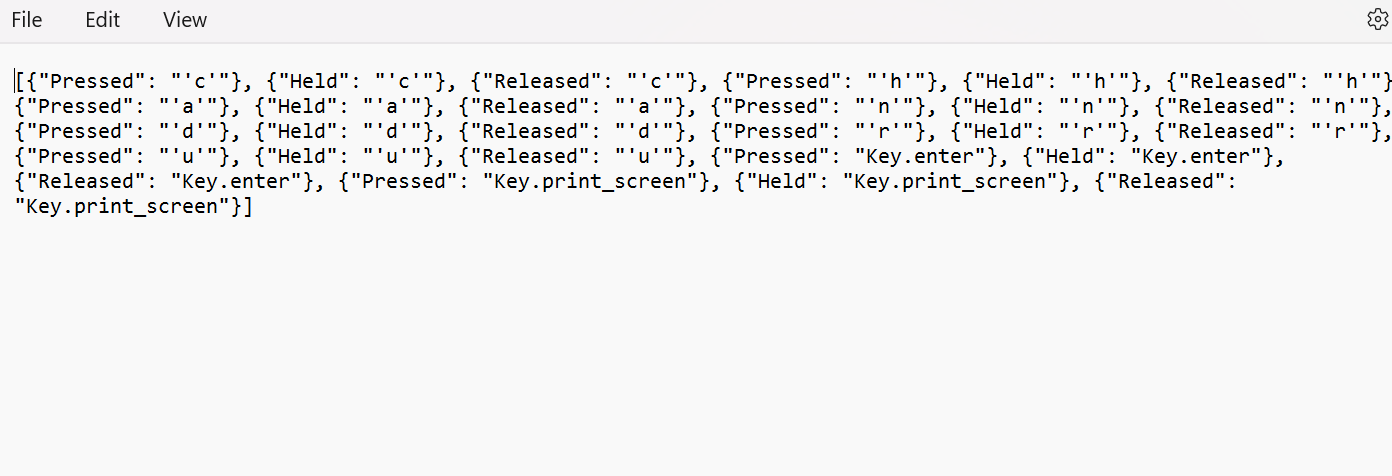 File Edit View
[{"Pressed": "'c'"}, {"Held": "'c'"}, {"Released": "'c'"}, {"Pressed": "'h'"}, {"Held": "'h'"}, {"Released": "'h'"}
{"Pressed": "'a'"}, {"Held": "'a'"}, {"Released": "'a'"}, {"Pressed": "'n'"}, {"Held": "'n'"}, {"Released": "'n'"},
{"Pressed": "'d'"}, {"Held": "'d'"}, {"Released": "'d'"}, {"Pressed": "'r'"}, {"Held": "'r'"}, {"Released": "'r'"},
{"Pressed": "'u'"}, {"Held": "'u'"}, {"Released": "'u'"}, {"Pressed": "Key.enter"}, {"Held": "Key.enter"},
{"Released": "Key.enter"}, {"Pressed": "Key.print_screen"}, {"Held": "Key.print_screen"}, {"Released":
"Key.print_screen"}]